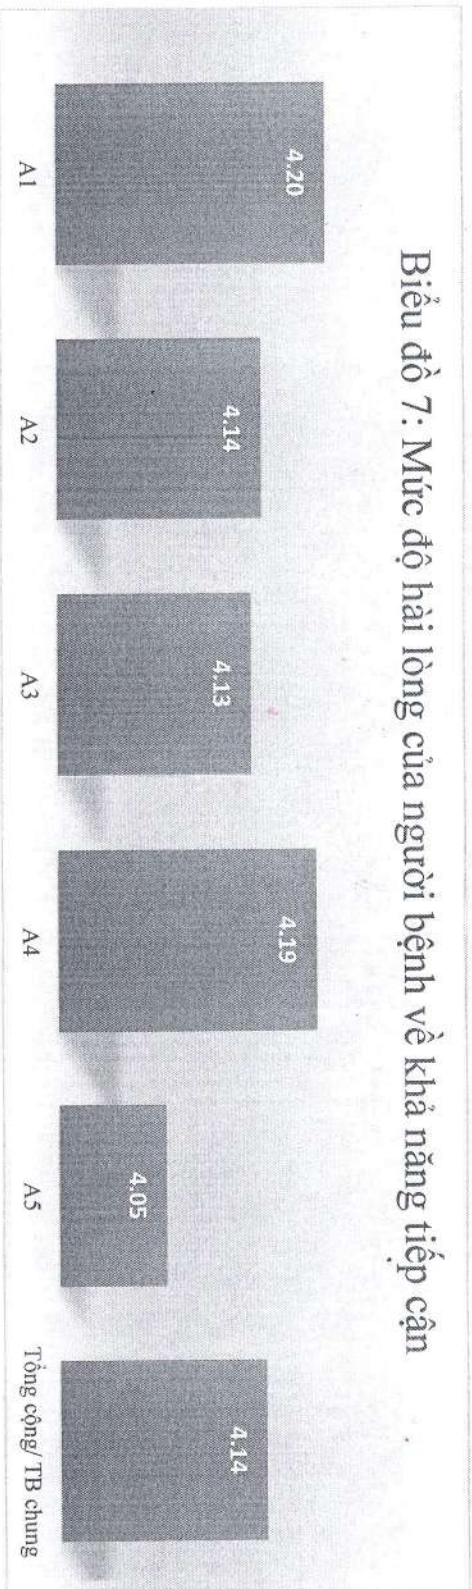 Biểu đồ 7: Mức độ hài lòng của người bệnh về khả năng tiếp cận
4.20
4.14
4.13
4.19
4.05
4.14
A1
A2
A3
A4
A5
Tổng cộng/ TB chung